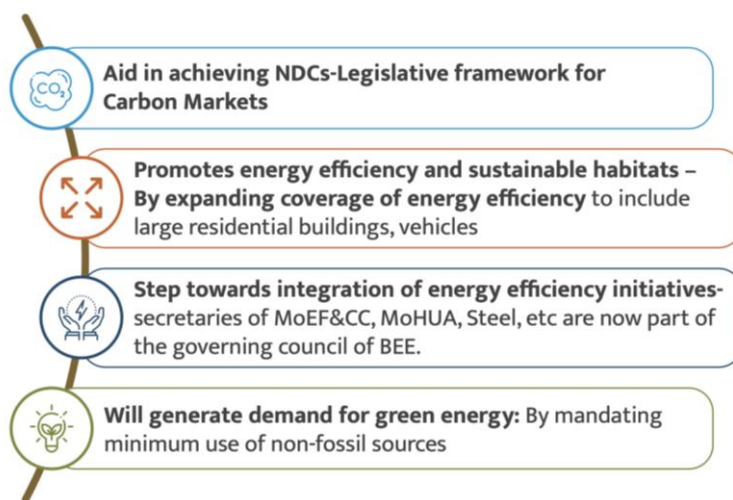 CO₂
Aid in achieving NDCs-Legislative framework for
Carbon Markets
Promotes energy efficiency and sustainable habitats –
By expanding coverage of energy efficiency to include
large residential buildings, vehicles
Step towards integration of energy efficiency initiatives-
secretaries of MoEF&CC, MoHUA, Steel, etc are now part of
the governing council of BEE.
Will generate demand for green energy: By mandating
minimum use of non-fossil sources